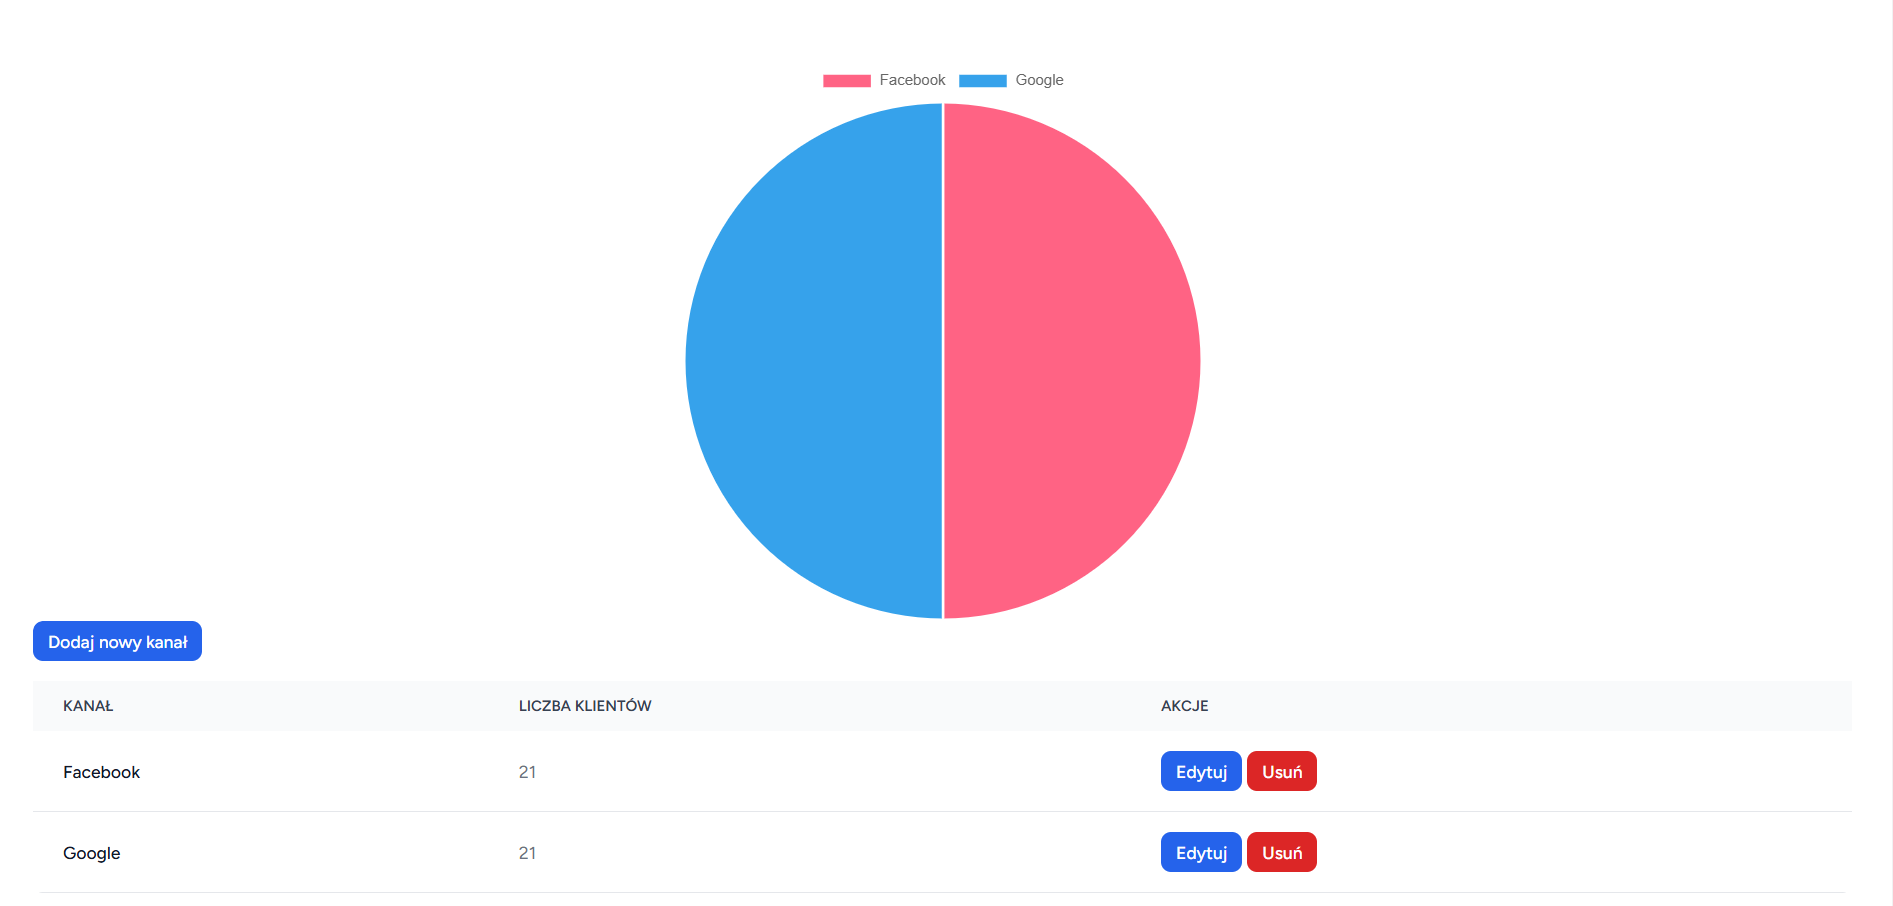 Facebook Google
Dodaj nowy kanał
KANAŁ LICZBA KLIENTÓW AKCJE
Facebook 21 Edytuj Usuń
Google 21 Edytuj Usuń